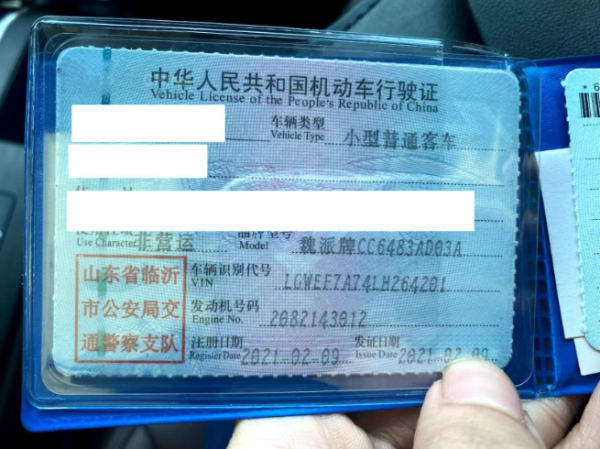 中华人民共和国机动车行驶证
Vehicle License of the People's Republic of China
车辆类型
Vehicle Type
小型普通客车
Use Character
非营运
品牌型号
Model
魏派牌CC6483AD03A
山东省临沂
市公安局交
通警察支队
车辆识别代号
VIN
LGWEF7A74LH264201
发动机号码
Engine No.
2082143012
注册日期
Register Date
2021-02-09
发证日期
Issue Date
2021-02-09